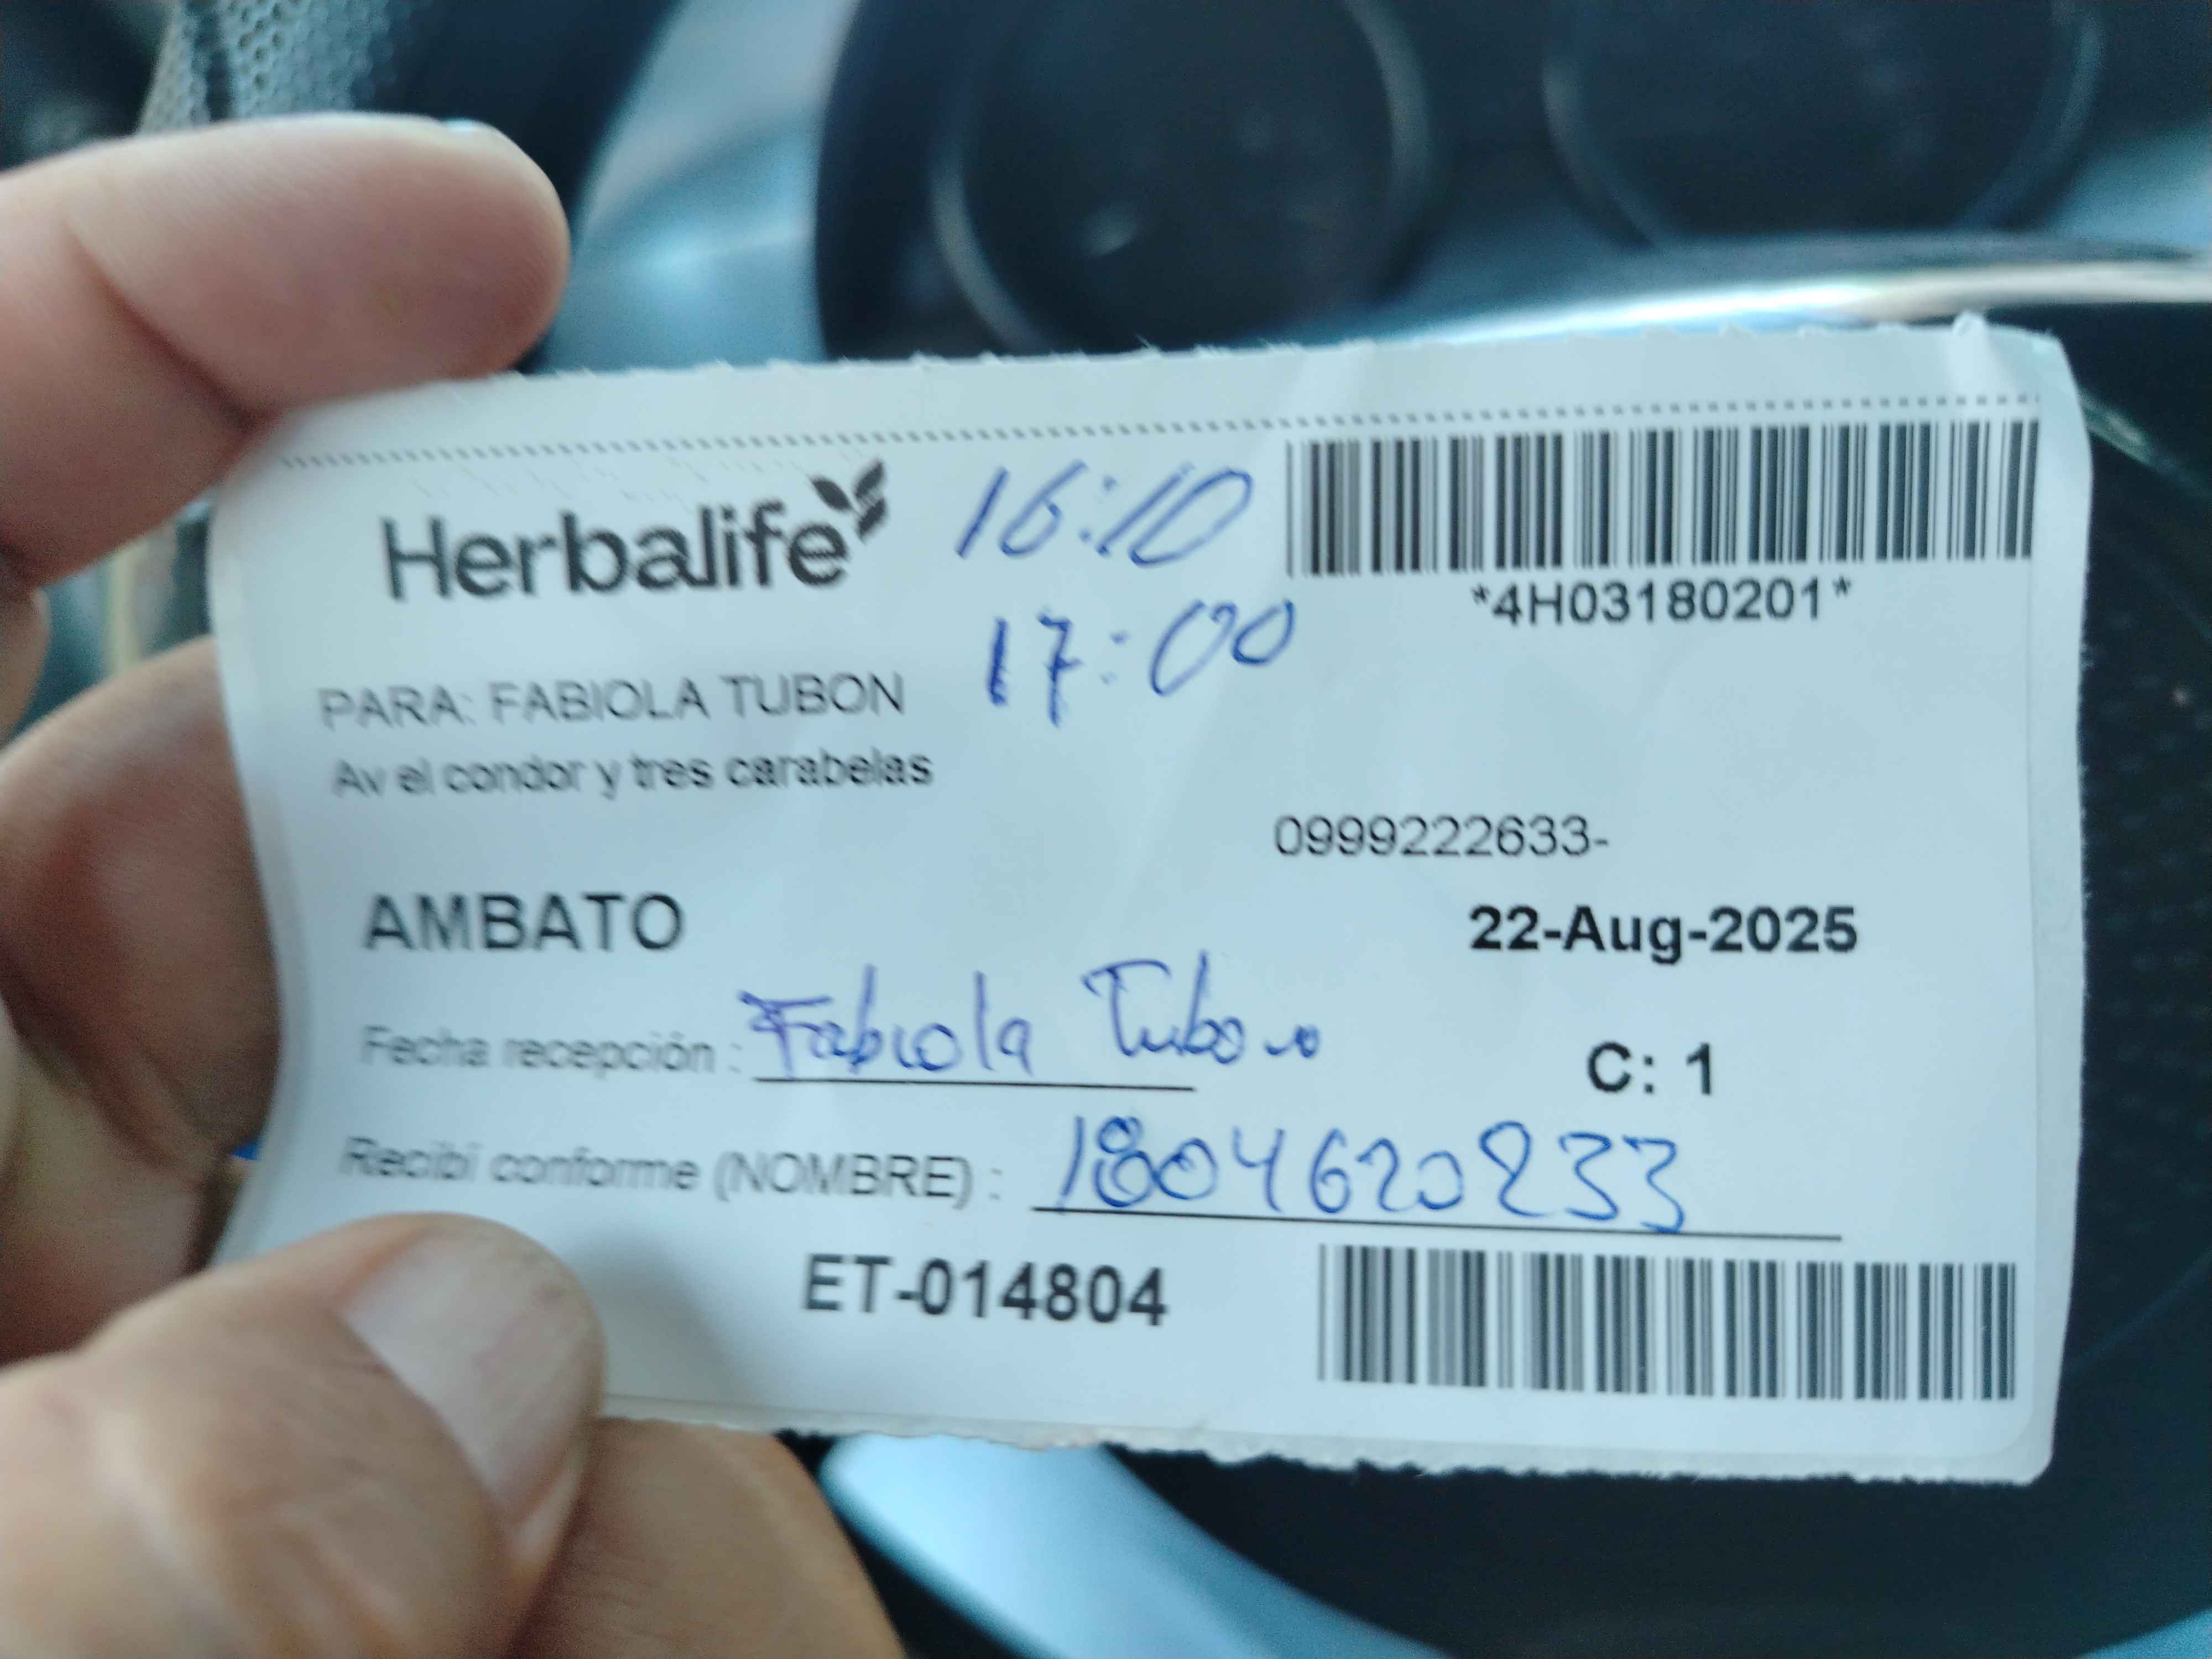 Herbalife
16:10
*4H03180201*
17:00
PARA: FABIOLA TUBON
Av el condor y tres carabelas
0999222633-
AMBATO
22-Aug-2025
Fecha recepción : Fabiola Tubon
C: 1
Recibí conforme (NOMBRE) : 1804620233
ET-014804